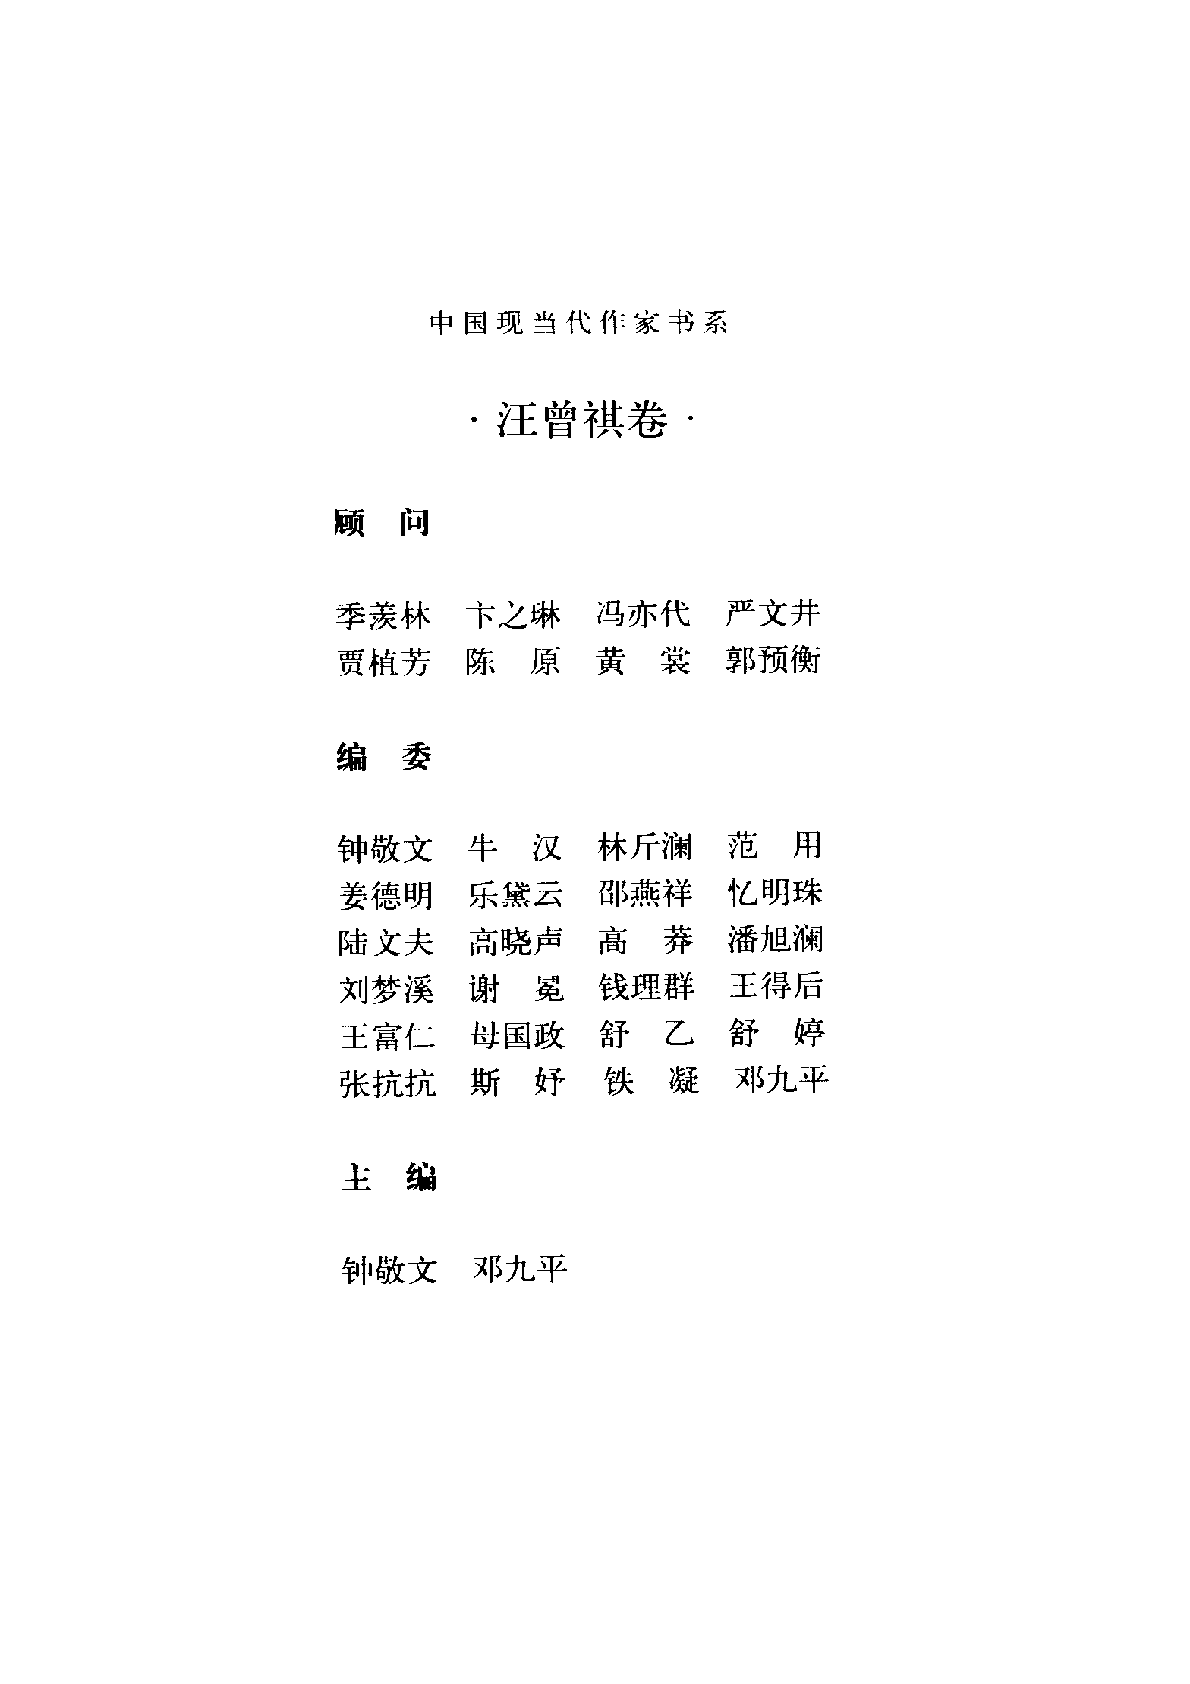 中国现当代作家书系
·汪曾祺卷·
顾　问
季羡林　卞之琳　冯亦代　严文井
贾植芳　陈　原　黄　裳　郭预衡
编　委
钟敬文　牛　汉　林斤澜　范　用
姜德明　乐黛云　邵燕祥　忆明珠
陆文夫　高晓声　高　莽　潘旭澜
刘梦溪　谢　冕　钱理群　王得后
王富仁　母国政　舒　乙　舒　婷
张抗抗　斯　妤　铁　凝　邓九平
主　编
钟敬文　邓九平